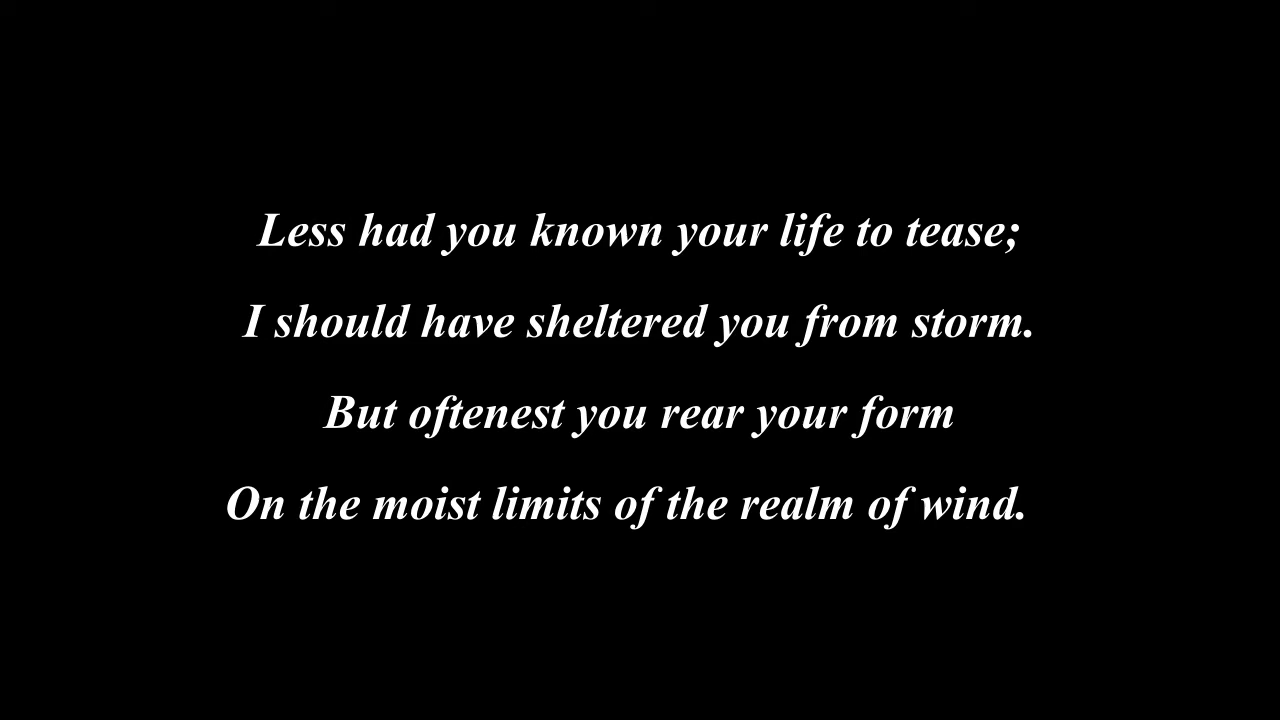 Less had you known your life to tease;
I should have sheltered you from storm.
But oftenest you rear your form
On the moist limits of the realm of wind.